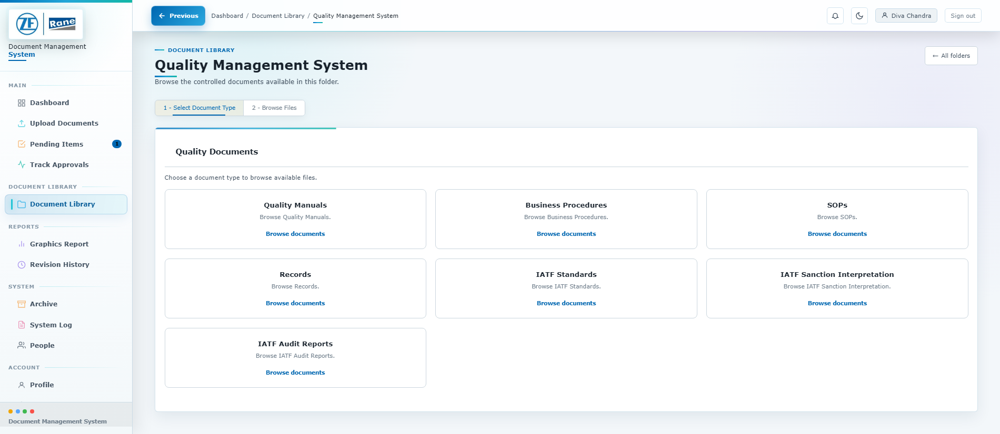 ZF Rane
Document Management
System
MAIN
Dashboard
Upload Documents
Pending Items 1
Track Approvals
DOCUMENT LIBRARY
Document Library
REPORTS
Graphics Report
Revision History
SYSTEM
Archive
System Log
People
ACCOUNT
Profile
Document Management System
← Previous Dashboard / Document Library / Quality Management System
Diva Chandra Sign out
DOCUMENT LIBRARY
Quality Management System
Browse the controlled documents available in this folder.
← All folders
1 - Select Document Type 2 - Browse Files
Quality Documents
Choose a document type to browse available files.
Quality Manuals
Browse Quality Manuals.
Browse documents
Business Procedures
Browse Business Procedures.
Browse documents
SOPs
Browse SOPs.
Browse documents
Records
Browse Records.
Browse documents
IATF Standards
Browse IATF Standards.
Browse documents
IATF Sanction Interpretation
Browse IATF Sanction Interpretation.
Browse documents
IATF Audit Reports
Browse IATF Audit Reports.
Browse documents